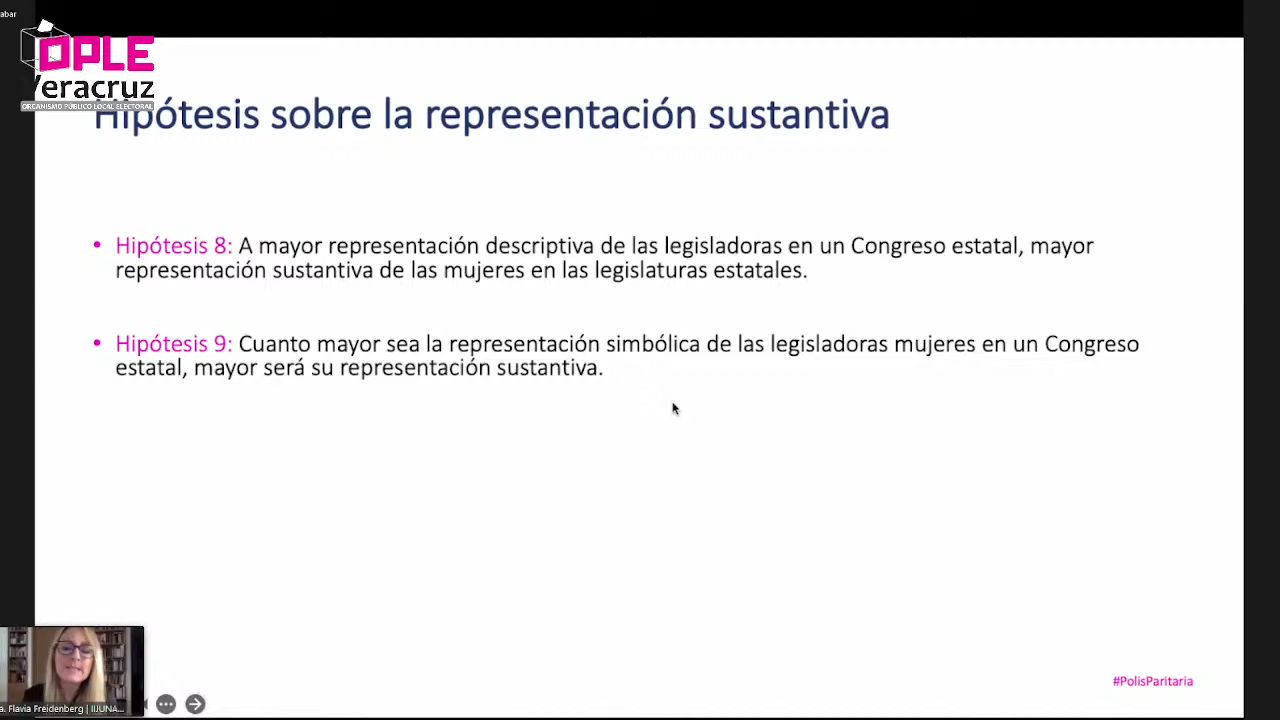 abar
OPLE
Veracruz
ORGANISMO PÚBLICO LOCAL ELECTORAL
Hipótesis sobre la representación sustantiva
• Hipótesis 8: A mayor representación descriptiva de las legisladoras en un Congreso estatal, mayor
representación sustantiva de las mujeres en las legislaturas estatales.
• Hipótesis 9: Cuanto mayor sea la representación simbólica de las legisladoras mujeres en un Congreso
estatal, mayor será su representación sustantiva.
a. Flavia Freidenberg | IIJUNA...
#PolisParitaria